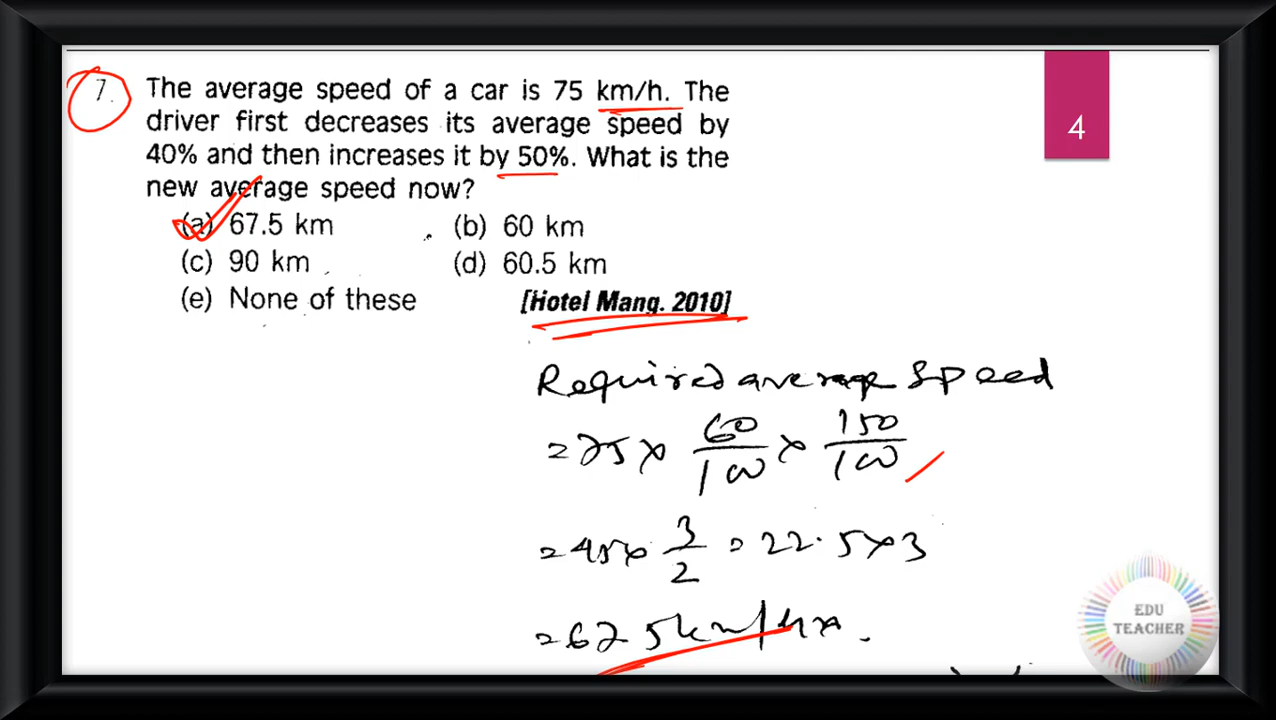 4
7. The average speed of a car is 75 km/h. The
driver first decreases its average speed by
40% and then increases it by 50%. What is the
new average speed now?
(a) 67.5 km (b) 60 km
(c) 90 km (d) 60.5 km
(e) None of these [Hotel Mang. 2010]
Required average speed
= 75 × 60/100 × 150/100
= 45 × 3/2 = 22.5 × 3
= 67.5 km/hr.
EDU
TEACHER